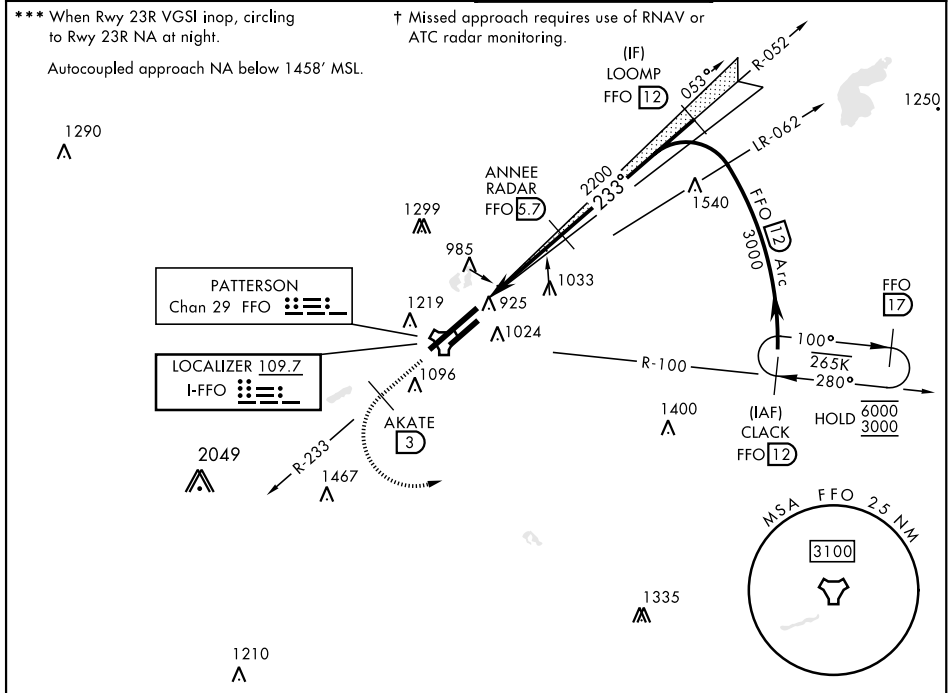 *** When Rwy 23R VGSI inop, circling
to Rwy 23R NA at night.
Autocoupled approach NA below 1458' MSL.
† Missed approach requires use of RNAV or
ATC radar monitoring.
(IF)
LOOMP
FFO 12
053°
R-052
1250
1290
LR-062
ANNEE
RADAR
FFO 5.7
2200
233°
1540
FFO 12 Arc
3000
1299
985
1033
PATTERSON
Chan 29 FFO
1219
925
1024
FFO
17
LOCALIZER 109.7
I-FFO
R-100
100°
265K
280°
1096
AKATE
3
1400
(IAF)
CLACK
FFO 12
HOLD 6000
3000
2049
R-233
1467
MSA FFO 25 NM
3100
1335
1210